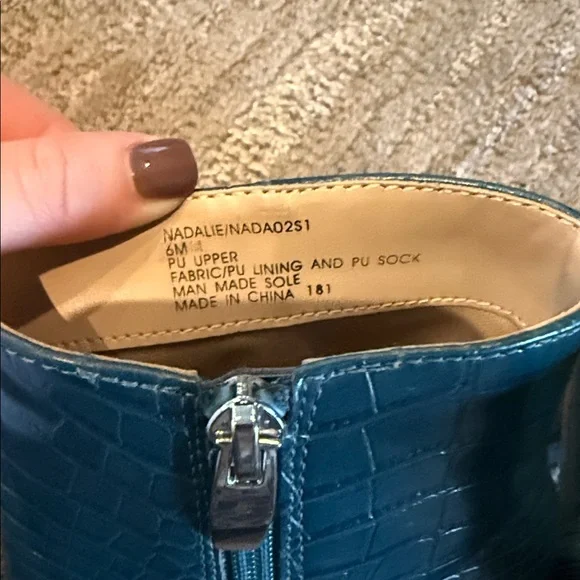 NADALIE/NADA02S1
6M
PU UPPER
FABRIC/PU LINING AND PU SOCK
MAN MADE SOLE
MADE IN CHINA 181